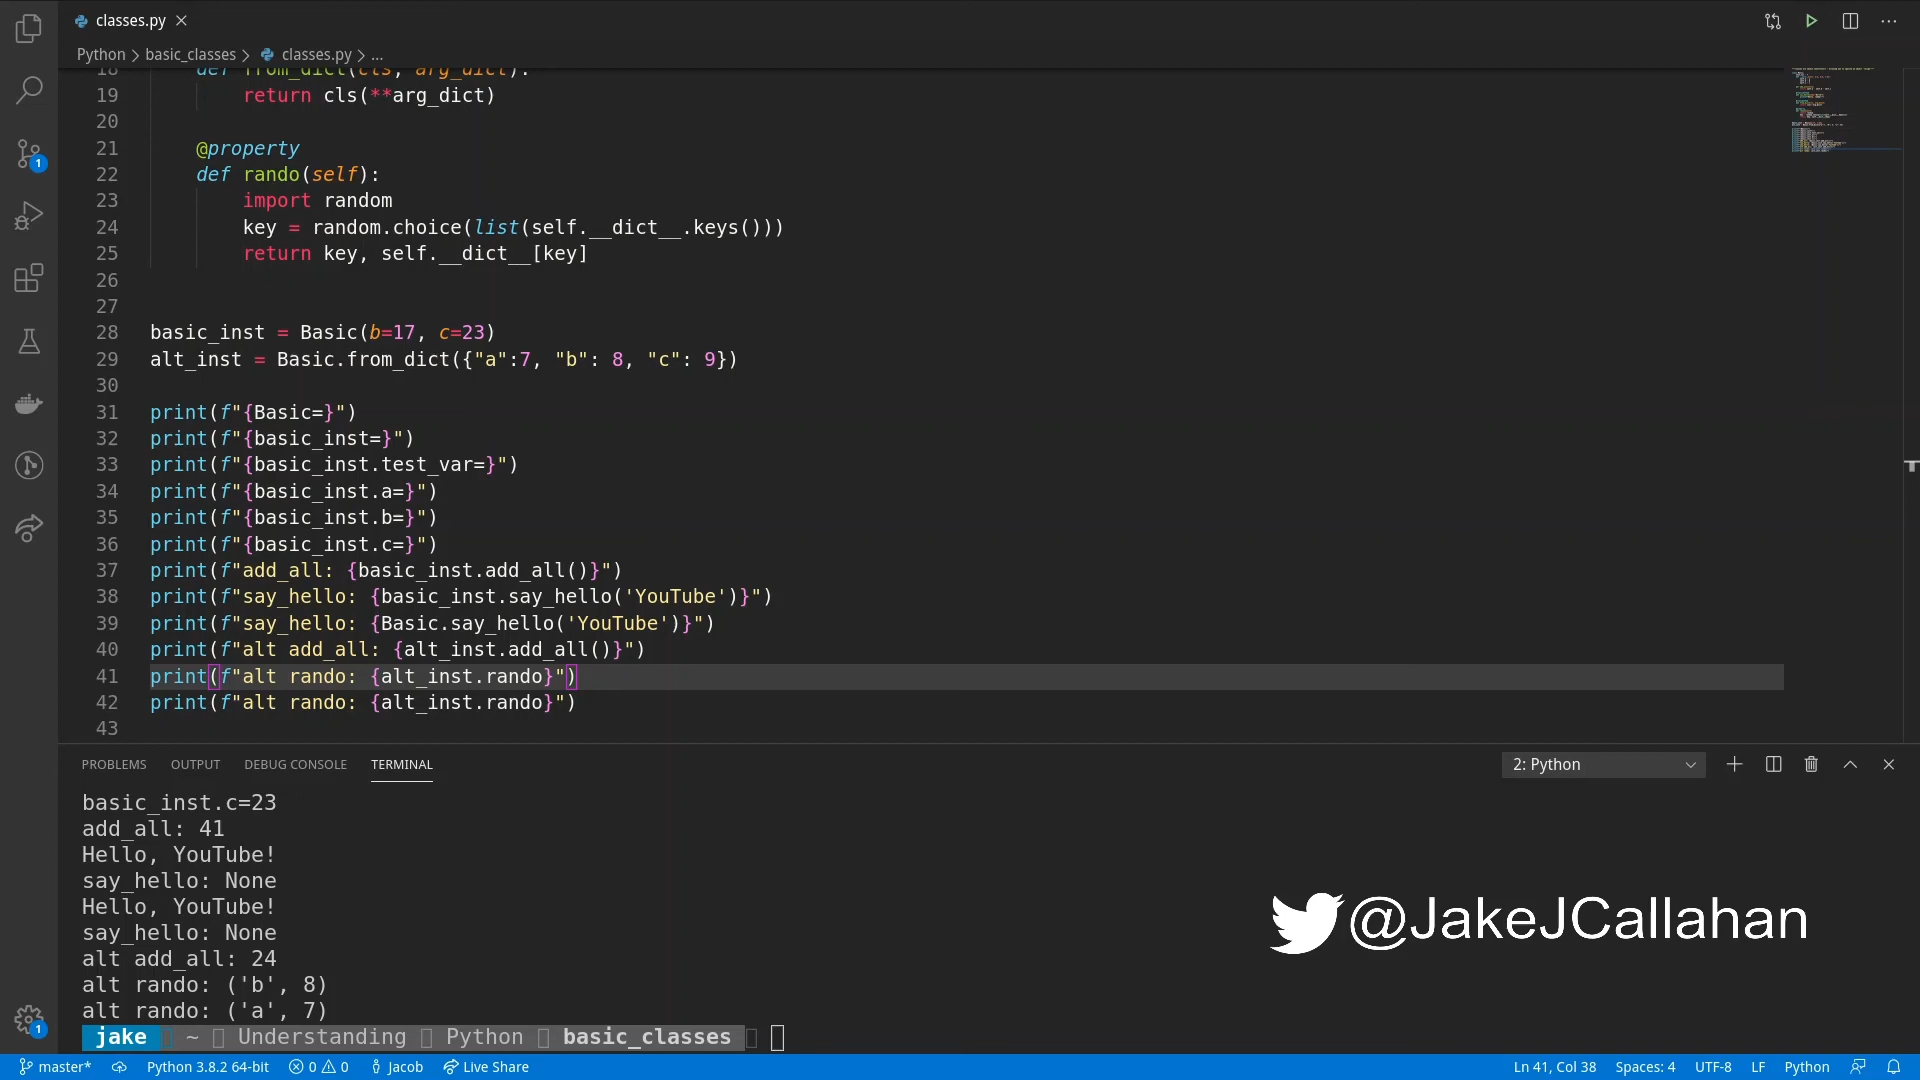 classes.py
Python > basic_classes > classes.py > ...
18 def from_dict(cls, arg_dict):
19 return cls(**arg_dict)
20
21 @property
22 def rando(self):
23 import random
24 key = random.choice(list(self.__dict__.keys()))
25 return key, self.__dict__[key]
26
27
28 basic_inst = Basic(b=17, c=23)
29 alt_inst = Basic.from_dict({"a":7, "b": 8, "c": 9})
30
31 print(f"{Basic=}")
32 print(f"{basic_inst=}")
33 print(f"{basic_inst.test_var=}")
34 print(f"{basic_inst.a=}")
35 print(f"{basic_inst.b=}")
36 print(f"{basic_inst.c=}")
37 print(f"add_all: {basic_inst.add_all()}")
38 print(f"say_hello: {basic_inst.say_hello('YouTube')}")
39 print(f"say_hello: {Basic.say_hello('YouTube')}")
40 print(f"alt add_all: {alt_inst.add_all()}")
41 print(f"alt rando: {alt_inst.rando}")
42 print(f"alt rando: {alt_inst.rando}")
43
1
PROBLEMS OUTPUT DEBUG CONSOLE TERMINAL 2: Python
basic_inst.c=23
add_all: 41
Hello, YouTube!
say_hello: None
Hello, YouTube!
say_hello: None
alt add_all: 24
alt rando: ('b', 8)
alt rando: ('a', 7)
jake ~ Understanding Python basic_classes
@JakeJCallahan
1
master* Python 3.8.2 64-bit 0 0 Jacob Live Share Ln 41, Col 38 Spaces: 4 UTF-8 LF Python